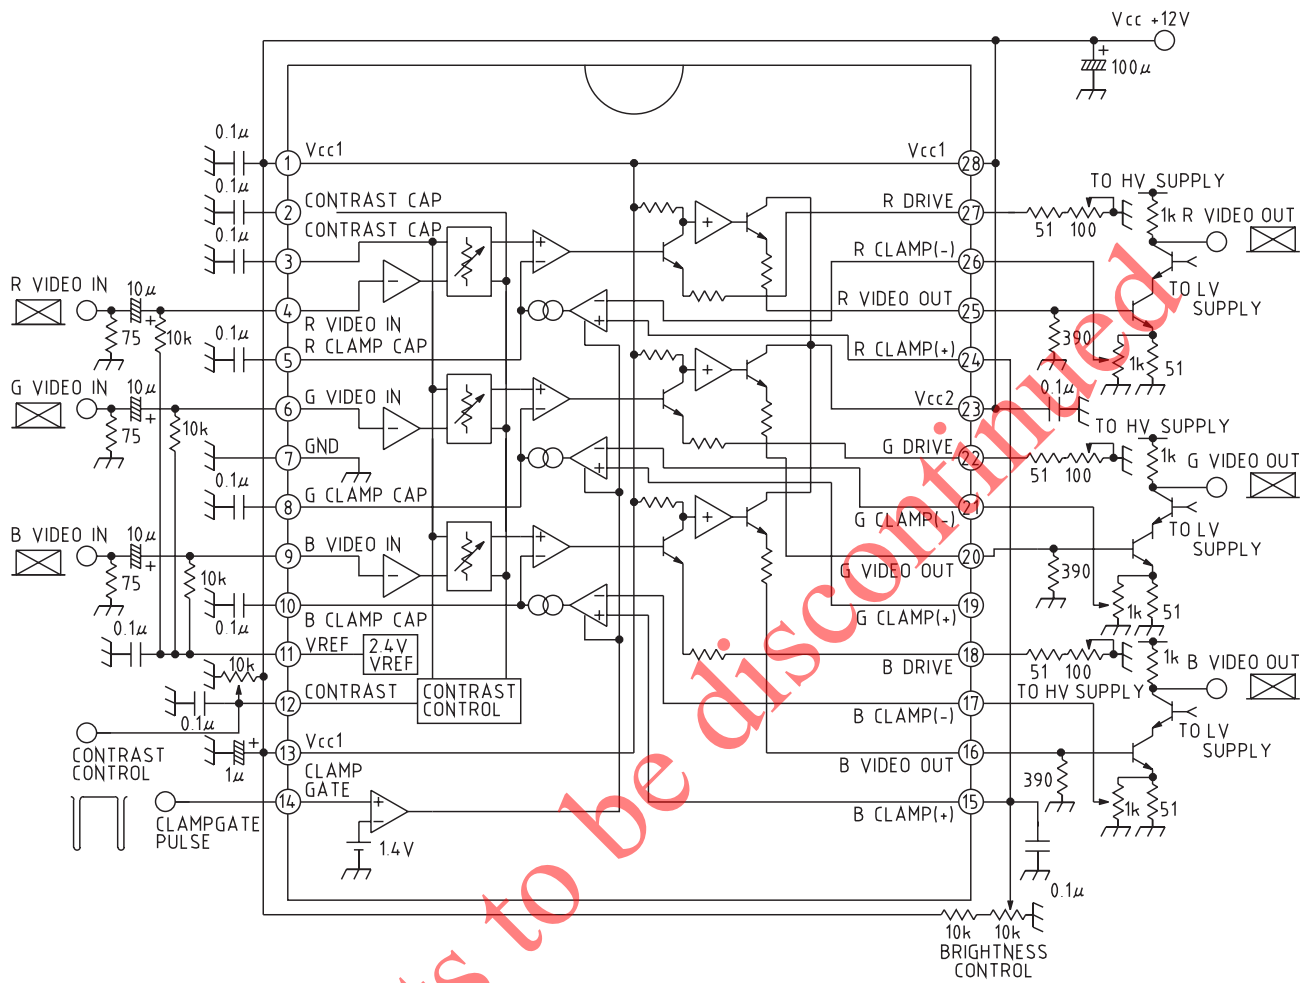 Vcc +12V
100μ
0.1μ
1
Vcc1
Vcc1
28
0.1μ
2
CONTRAST CAP
R DRIVE
27
TO HV SUPPLY
51
100
1k
R VIDEO OUT
0.1μ
3
CONTRAST CAP
R CLAMP(-)
26
TO LV
SUPPLY
R VIDEO IN
10μ
75
10k
4
R VIDEO IN
R VIDEO OUT
25
390
1k
51
0.1μ
5
R CLAMP CAP
R CLAMP(+)
24
G VIDEO IN
10μ
75
10k
6
G VIDEO IN
Vcc2
23
0.1μ
TO HV SUPPLY
7
GND
G DRIVE
22
51
100
1k
G VIDEO OUT
0.1μ
8
G CLAMP CAP
G CLAMP(-)
21
TO LV
SUPPLY
B VIDEO IN
10μ
75
10k
9
B VIDEO IN
G VIDEO OUT
20
390
1k
51
0.1μ
10
B CLAMP CAP
G CLAMP(+)
19
0.1μ
11
VREF
2.4V
VREF
B DRIVE
18
51
100
1k
B VIDEO OUT
TO HV SUPPLY
10k
0.1μ
12
CONTRAST
CONTRAST
CONTROL
B CLAMP(-)
17
TO LV
SUPPLY
CONTRAST
CONTROL
1μ
13
Vcc1
B VIDEO OUT
16
390
1k
51
CLAMP
GATE
14
CLAMPGATE
PULSE
1.4V
B CLAMP(+)
15
0.1μ
10k
10k
BRIGHTNESS
CONTROL
ts to be discontinued